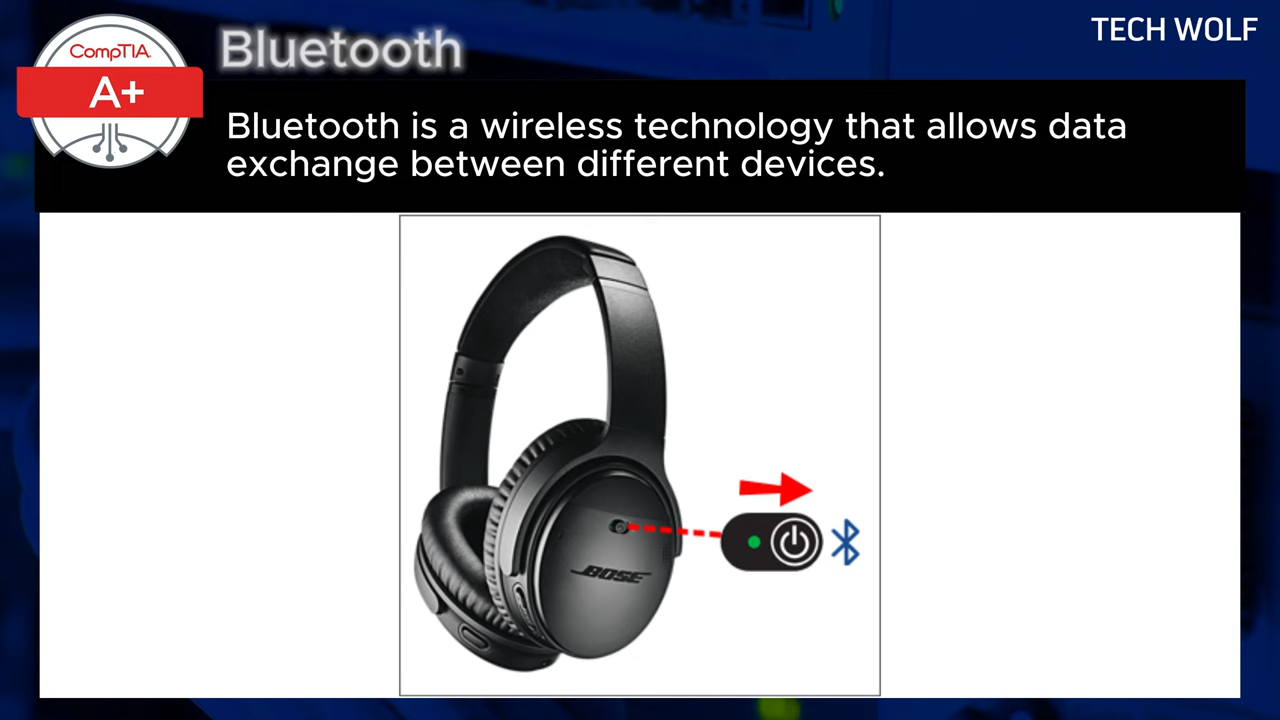 CompTIA
A+
Bluetooth
TECH WOLF
Bluetooth is a wireless technology that allows data
exchange between different devices.
BOSE